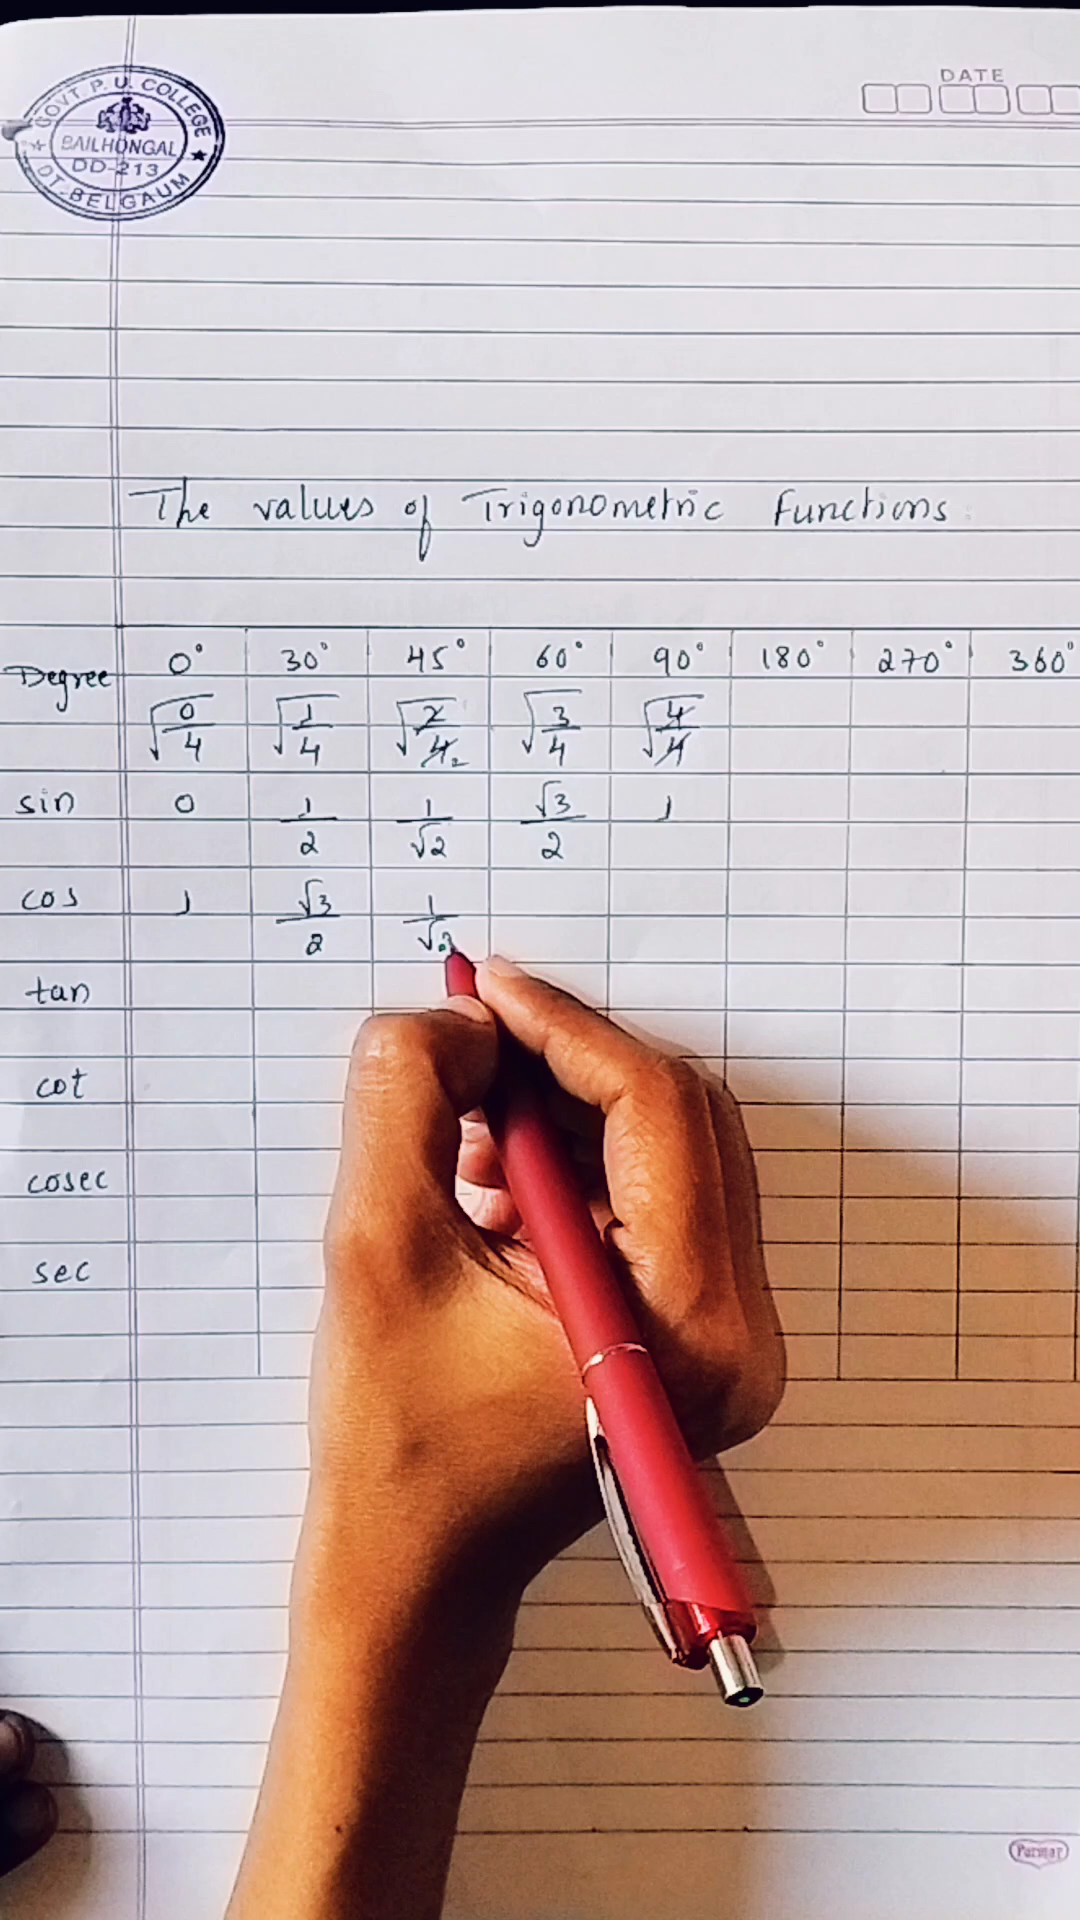 DATE
GOVT. P. U. COLLEGE
BAILHONGAL
DD-213
DT. BELGAUM
The values of Trigonometric Functions
Degree 0° 30° 45° 60° 90° 180° 270° 360°
√0/4 √1/4 √2/4 2 √3/4 √4/4
sin 0 1/2 1/√2 √3/2 1
cos 1 √3/2 1/√2
tan
cot
cosec
sec
Parmar